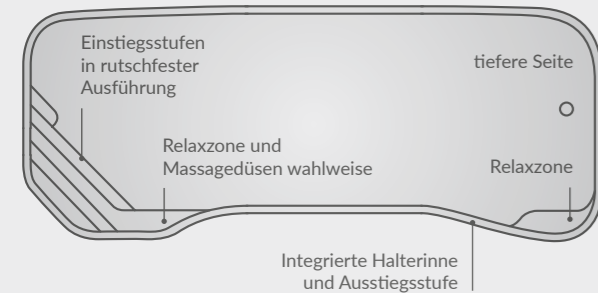 Einstiegsstufen
in rutschfester
Ausführung
tiefere Seite
Relaxzone und
Massagedüsen wahlweise
Relaxzone
Integrierte Halterinne
und Ausstiegsstufe